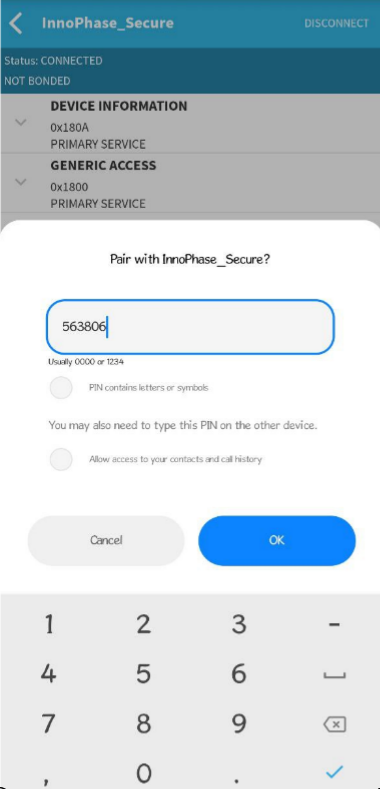 InnoPhase_Secure DISCONNECT
Status: CONNECTED
NOT BONDED
DEVICE INFORMATION
0x180A
PRIMARY SERVICE
GENERIC ACCESS
0x1800
PRIMARY SERVICE
Pair with InnoPhase_Secure?
563806
Usually 0000 or 1234
PIN contains letters or symbols
You may also need to type this PIN on the other device.
Allow access to your contacts and call history
Cancel OK
1 2 3 -
4 5 6
7 8 9
, 0 .